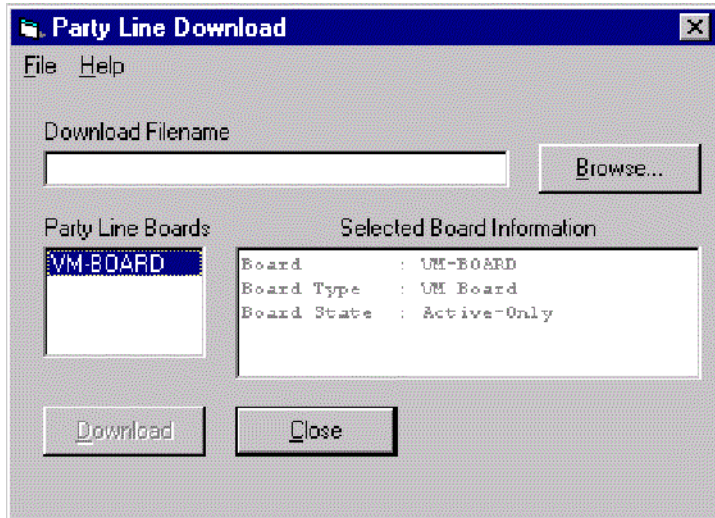 Party Line Download
File Help
Download Filename
Browse...
Party Line Boards
VM-BOARD
Selected Board Information
Board : VM-BOARD
Board Type : VM Board
Board State : Active-Only
Download
Close